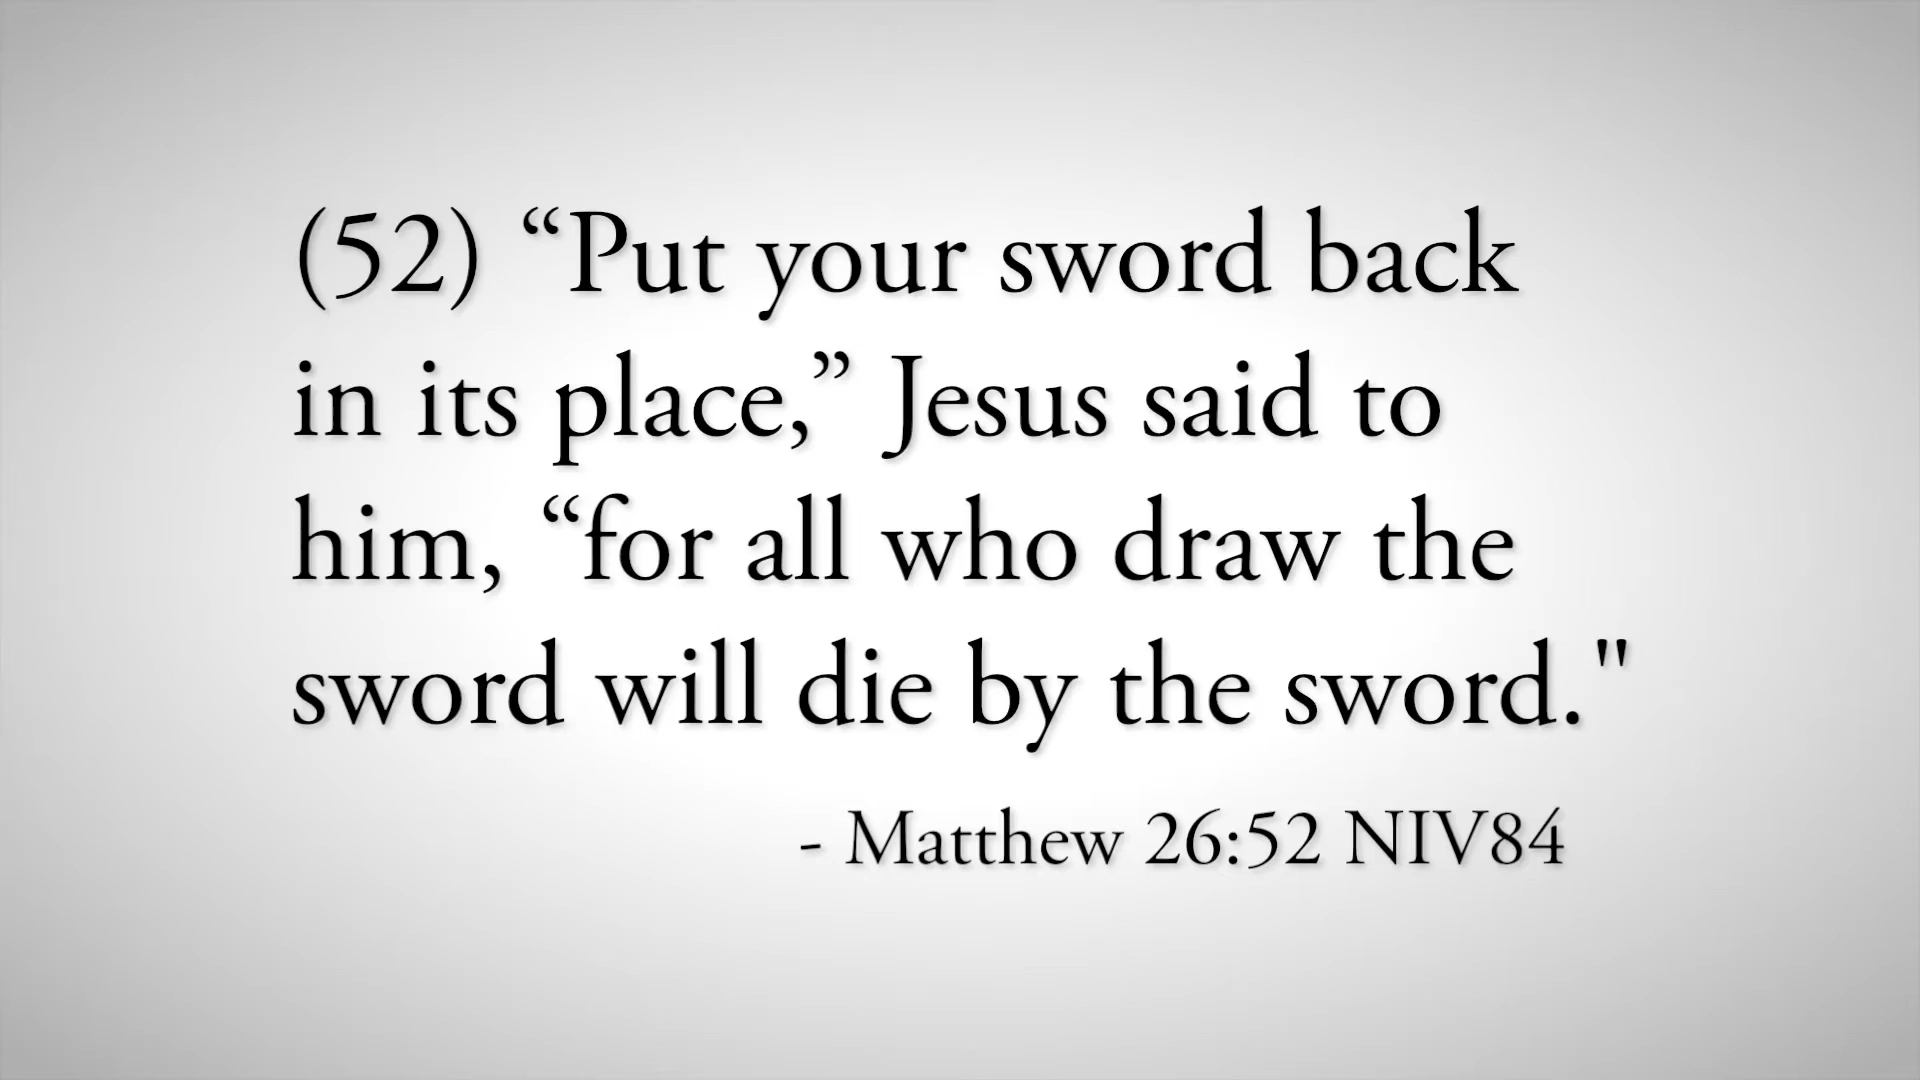 (52) “Put your sword back
in its place,” Jesus said to
him, “for all who draw the
sword will die by the sword."
- Matthew 26:52 NIV84